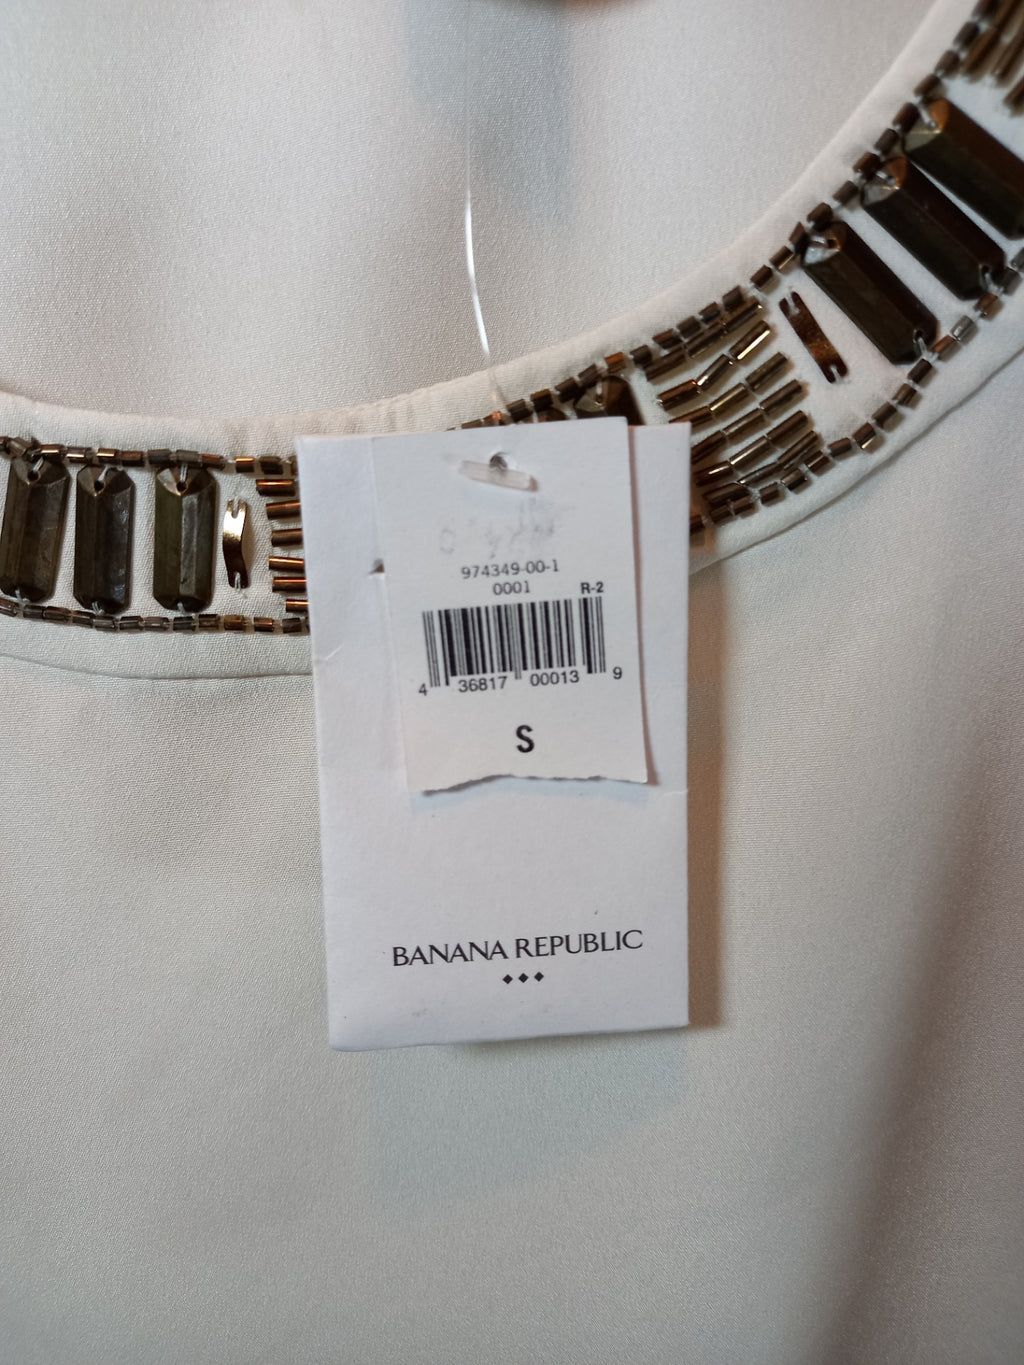 974349-00-1
0001 R-2
4 36817 00013 9
S
BANANA REPUBLIC